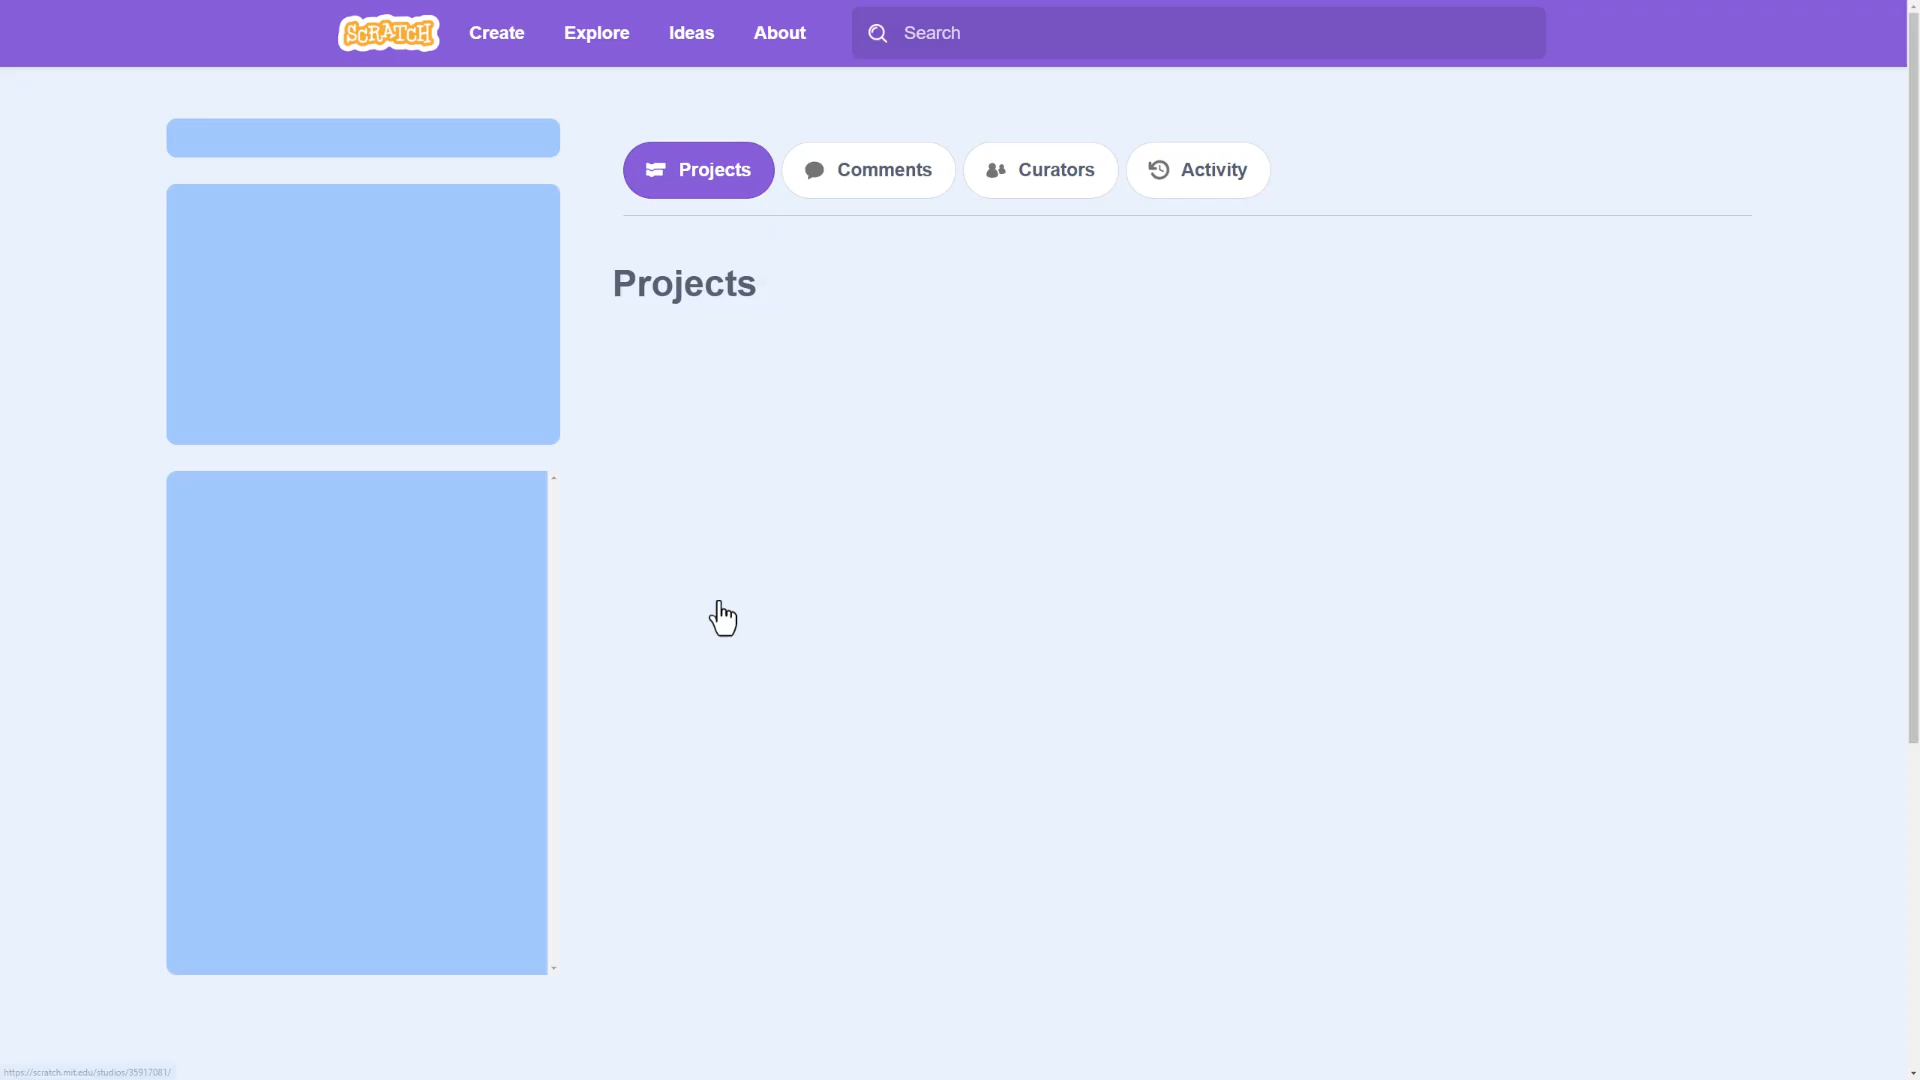 SCRATCH Create Explore Ideas About Search
Projects Comments Curators Activity
Projects
https://scratch.mit.edu/studios/35917081/